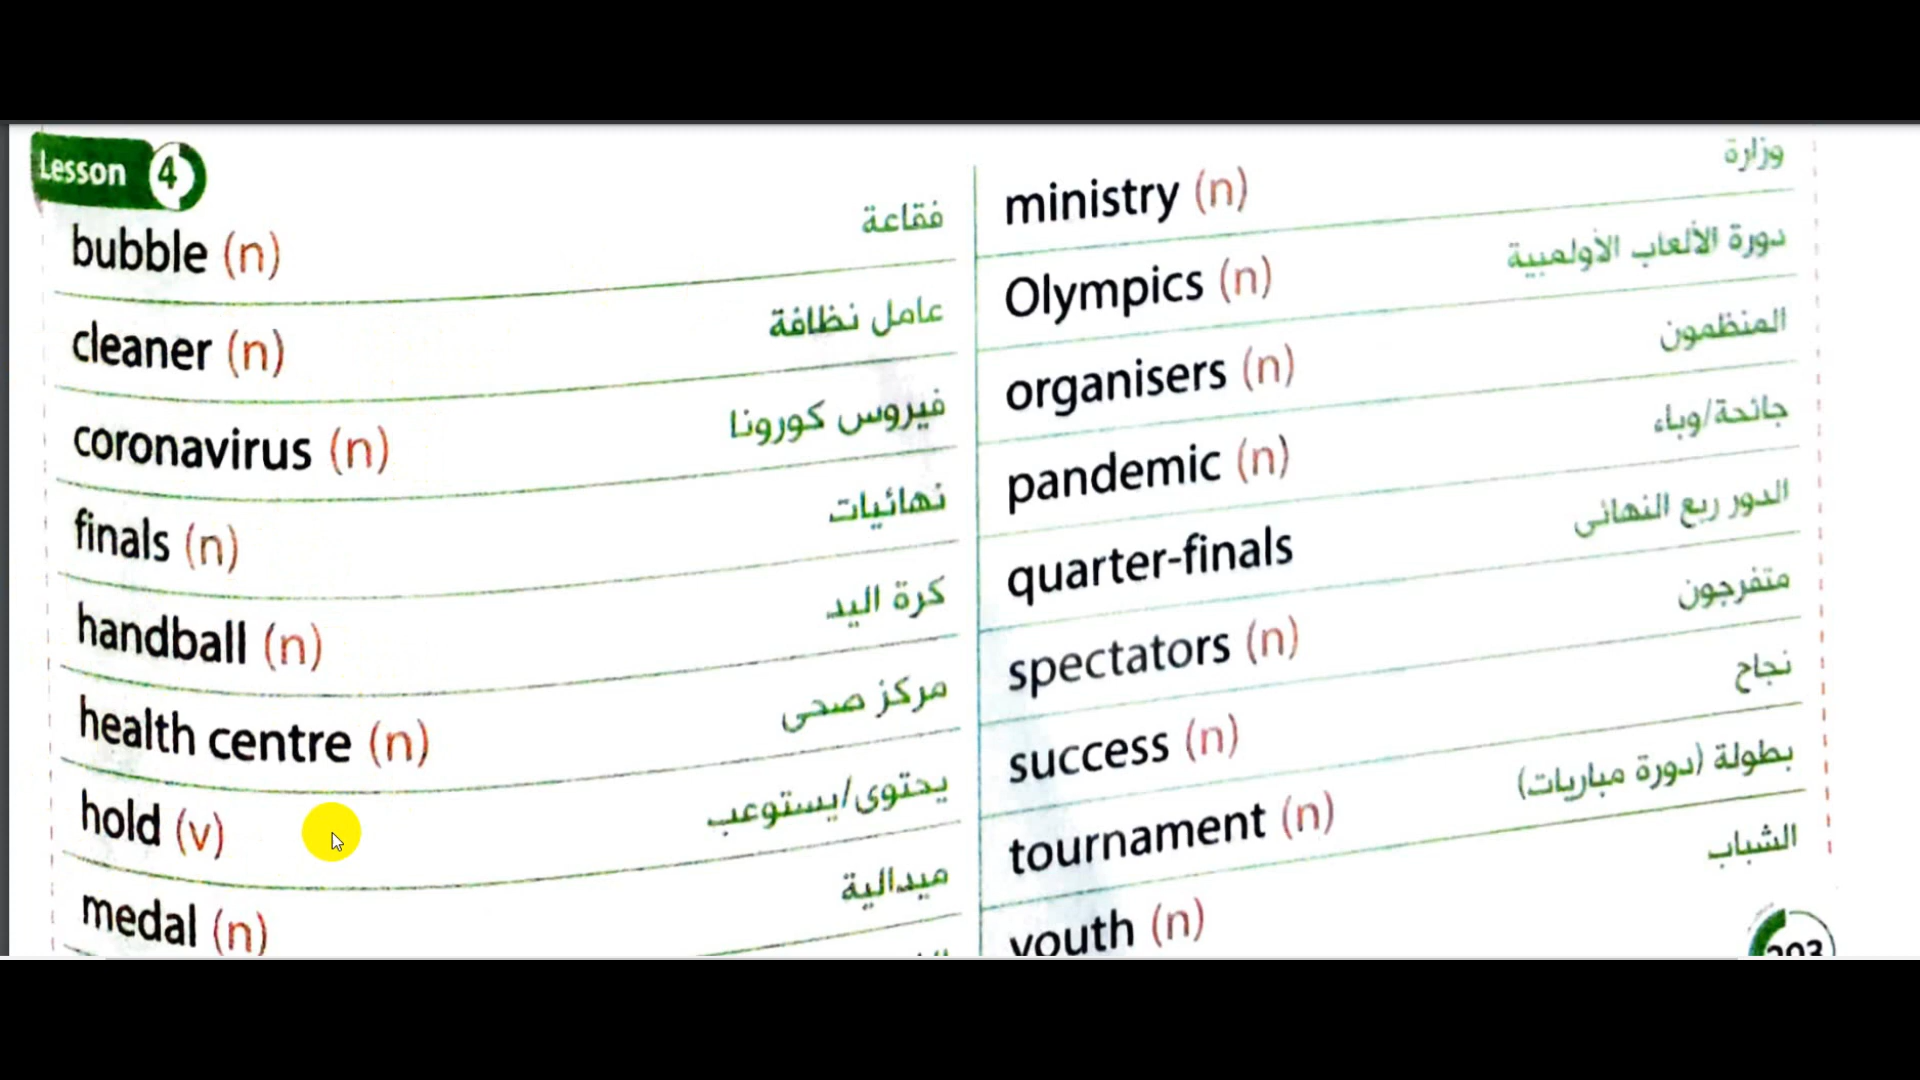 Lesson 4
bubble (n) فقاعة
cleaner (n) عامل نظافة
coronavirus (n) فيروس كورونا
finals (n) نهائيات
handball (n) كرة اليد
health centre (n) مركز صحى
hold (v) يحتوى/يستوعب
medal (n) ميدالية
ministry (n) وزارة
Olympics (n) دورة الألعاب الأولمبية
organisers (n) المنظمون
pandemic (n) جائحة/وباء
quarter-finals الدور ربع النهائى
spectators (n) متفرجون
success (n) نجاح
tournament (n) بطولة (دورة مباريات)
youth (n) الشباب
203